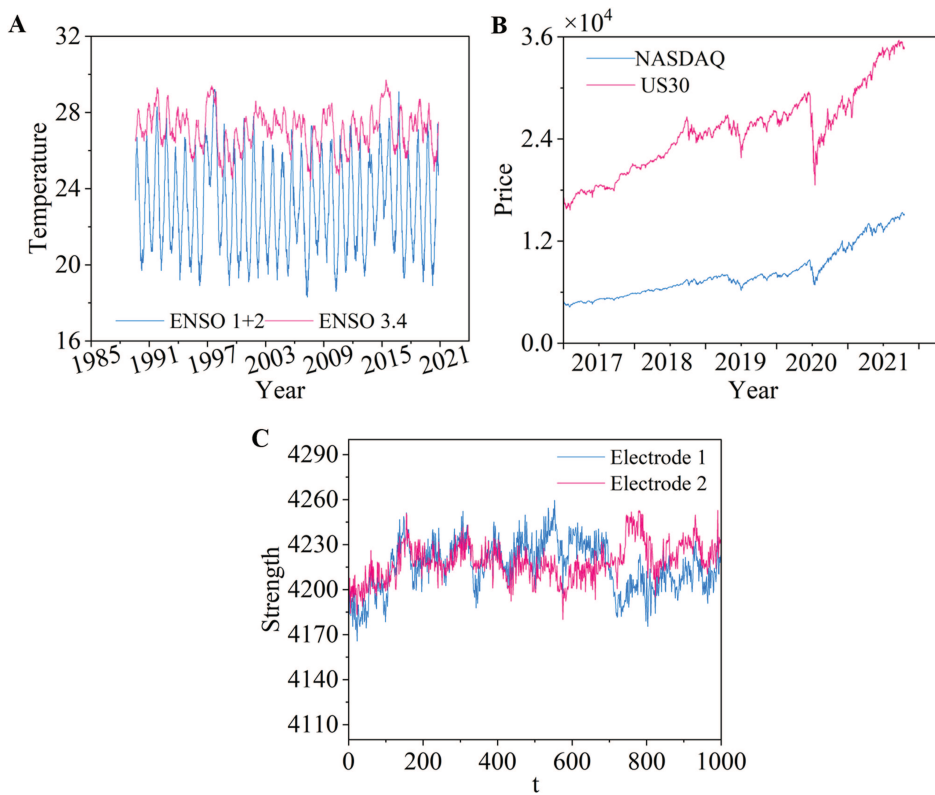 A
32
28
24
20
16
Temperature
ENSO 1+2
ENSO 3.4
1985
1991
1997
2003
2009
2015
2021
Year
B
×10⁴
3.6
2.4
1.2
0.0
Price
NASDAQ
US30
2017
2018
2019
2020
2021
Year
C
4290
4260
4230
4200
4170
4140
4110
Strength
Electrode 1
Electrode 2
0
200
400
600
800
1000
t